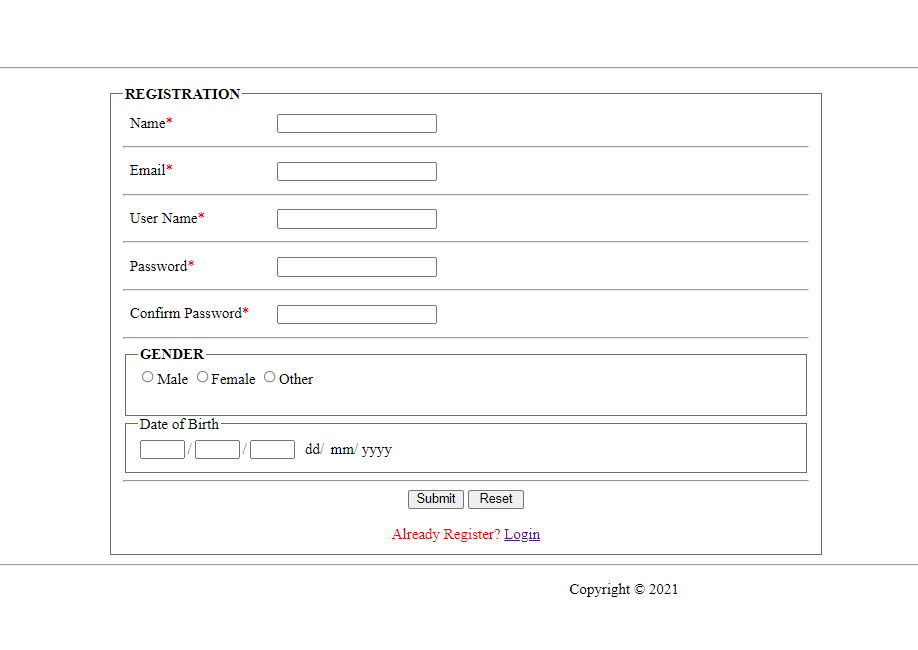 REGISTRATION
Name*
Email*
User Name*
Password*
Confirm Password*
GENDER
Male Female Other
Date of Birth
/ / dd/ mm/ yyyy
Submit Reset
Already Register? Login
Copyright © 2021